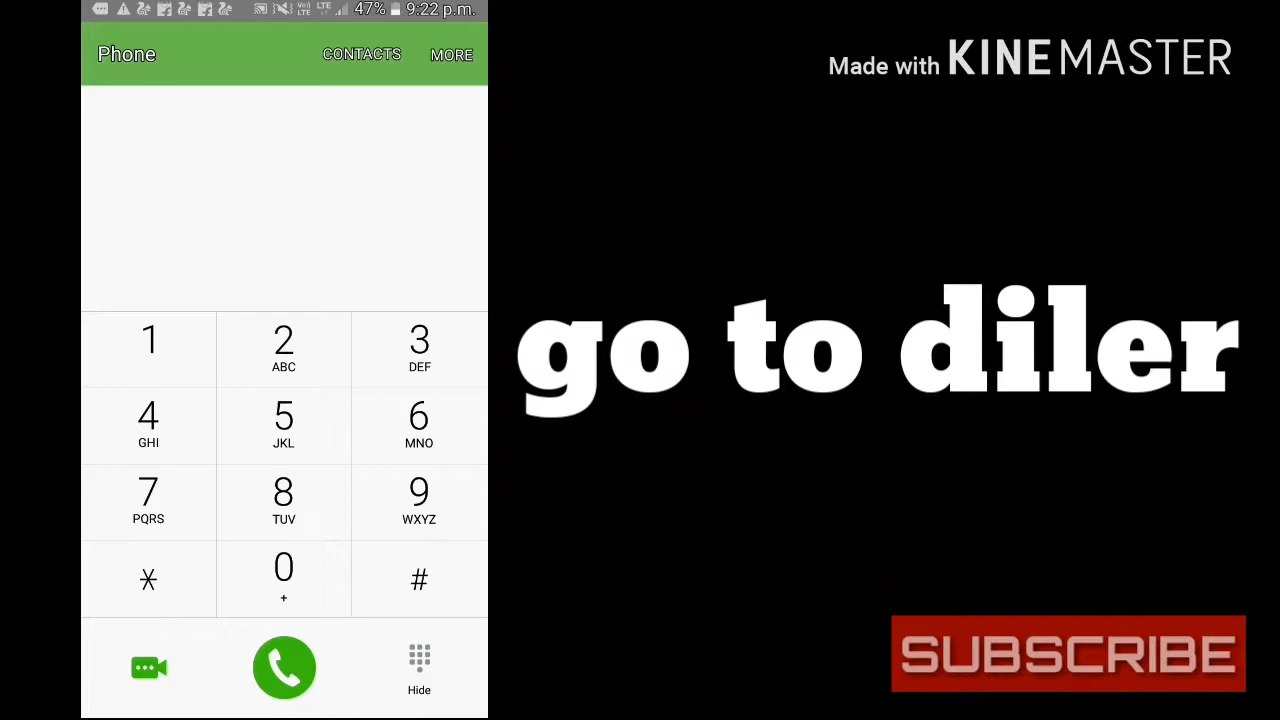 47% 9:22 p.m.
Phone CONTACTS MORE
1
2
ABC
3
DEF
4
GHI
5
JKL
6
MNO
7
PQRS
8
TUV
9
WXYZ
*
0
+
#
Hide
Made with KINEMASTER
go to diler
SUBSCRIBE